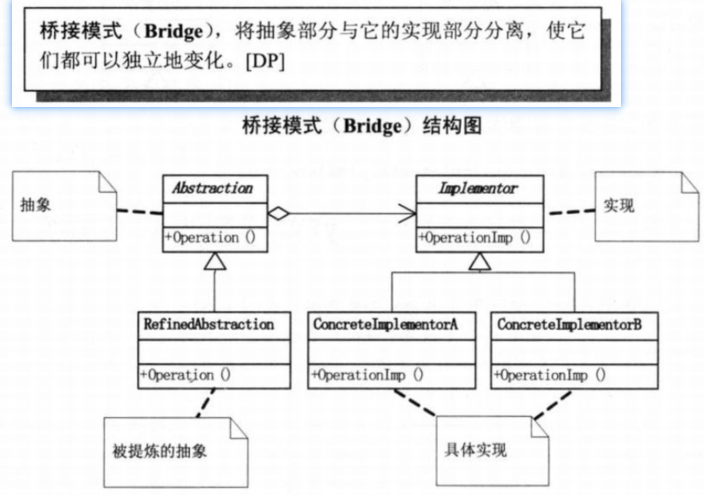 桥接模式（Bridge），将抽象部分与它的实现部分分离，使它
们都可以独立地变化。[DP]
桥接模式（Bridge）结构图
抽象
Abstraction
+Operation ()
Implementor
+OperationImp ()
实现
RefinedAbstraction
+Operation ()
ConcreteImplementorA
+OperationImp ()
ConcreteImplementorB
+OperationImp ()
被提炼的抽象
具体实现